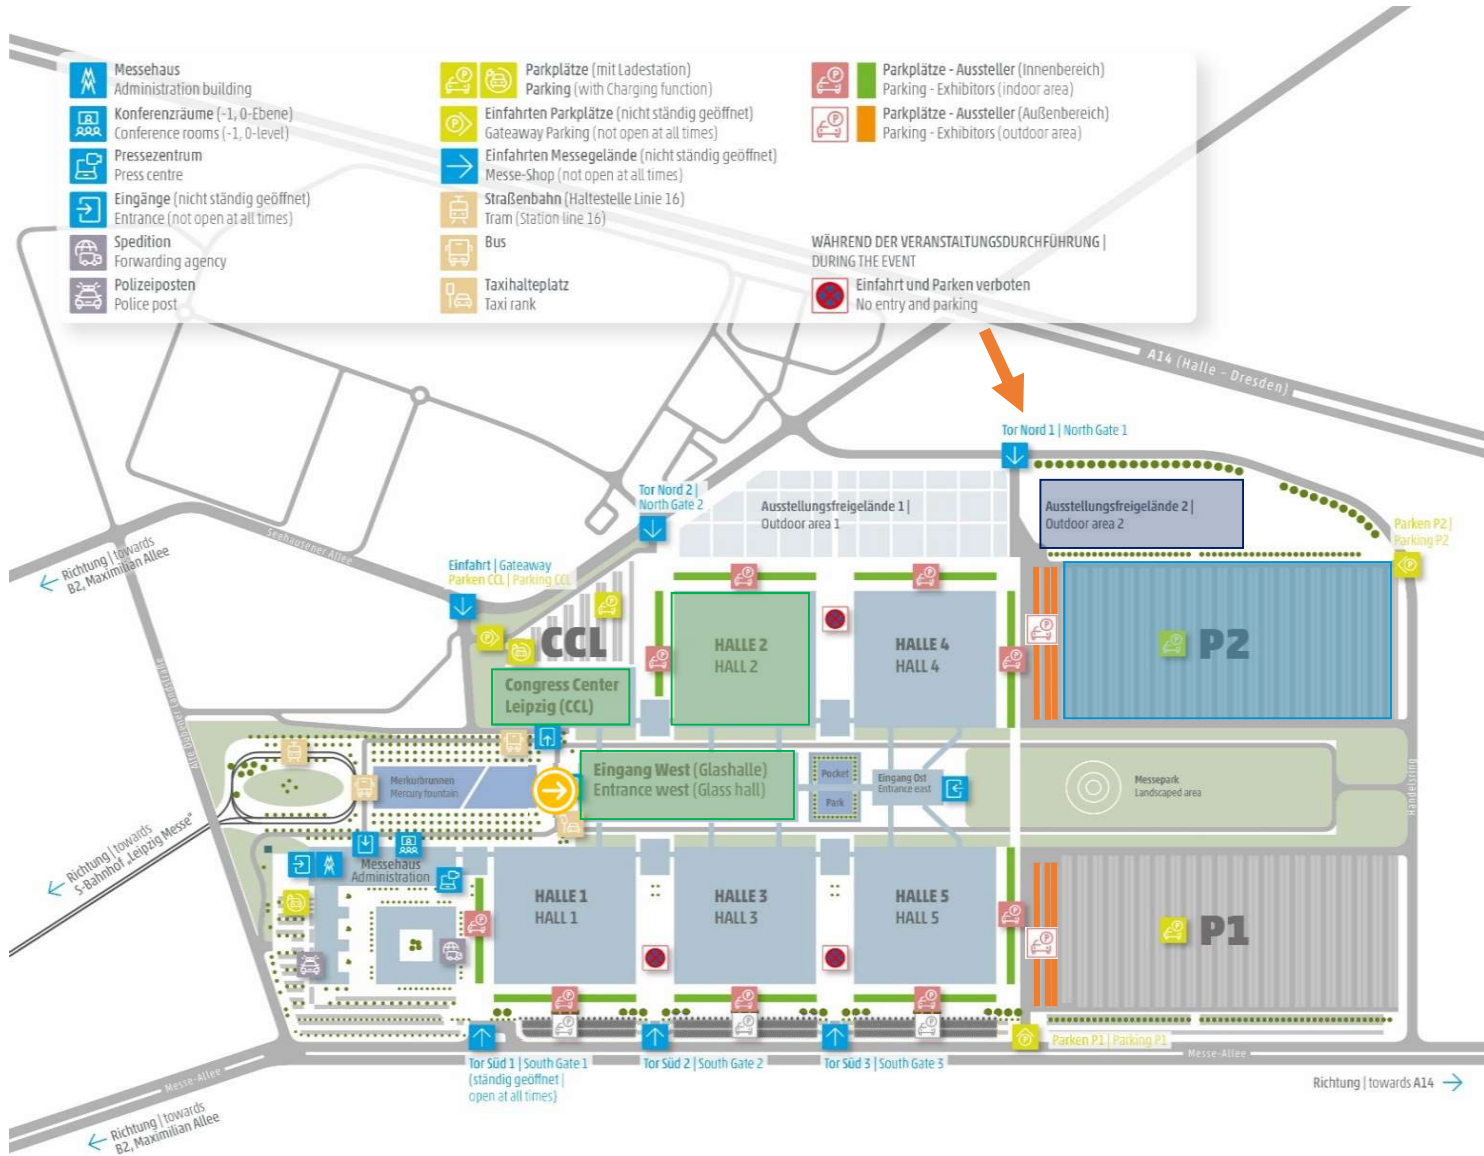 Messehaus
Administration building
Konferenzräume (-1, 0-Ebene)
Conference rooms (-1, 0-level)
Pressezentrum
Press centre
Eingänge (nicht ständig geöffnet)
Entrance (not open at all times)
Spedition
Forwarding agency
Polizeiposten
Police post
Parkplätze (mit Ladestation)
Parking (with Charging function)
Einfahrten Parkplätze (nicht ständig geöffnet)
Gateaway Parking (not open at all times)
Einfahrten Messegelände (nicht ständig geöffnet)
Messe-Shop (not open at all times)
Straßenbahn (Haltestelle Linie 16)
Tram (Station line 16)
Bus
Taxihalteplatz
Taxi rank
Parkplätze - Aussteller (Innenbereich)
Parking - Exhibitors (indoor area)
Parkplätze - Aussteller (Außenbereich)
Parking - Exhibitors (outdoor area)
WÄHREND DER VERANSTALTUNGSDURCHFÜHRUNG |
DURING THE EVENT
Einfahrt und Parken verboten
No entry and parking
A14 (Halle - Dresden)
Tor Nord 1 | North Gate 1
Tor Nord 2 |
North Gate 2
Ausstellungsfreigelände 1 |
Outdoor area 1
Ausstellungsfreigelände 2 |
Outdoor area 2
Parken P2 |
Parking P2
Seehausener Allee
Richtung | towards
B2, Maximilian Allee
Einfahrt | Gateaway
Parken CCL | Parking CCL
CCL
HALLE 2
HALL 2
HALLE 4
HALL 4
P2
Congress Center
Leipzig (CCL)
Alte Dübener Landstraße
Merkurbrunnen
Mercury fountain
Eingang West (Glashalle)
Entrance west (Glass hall)
Pocket
Park
Eingang Ost
Entrance east
Messepark
Landscaped area
Handelsring
Richtung | towards
S-Bahnhof „Leipzig Messe"
Messehaus
Administration
HALLE 1
HALL 1
HALLE 3
HALL 3
HALLE 5
HALL 5
P1
Tor Süd 1 | South Gate 1
(ständig geöffnet |
open at all times)
Tor Süd 2 | South Gate 2
Tor Süd 3 | South Gate 3
Parken P1 | Parking P1
Messe-Allee
Messe-Allee
Richtung | towards A14
Richtung | towards
B2, Maximilian Allee